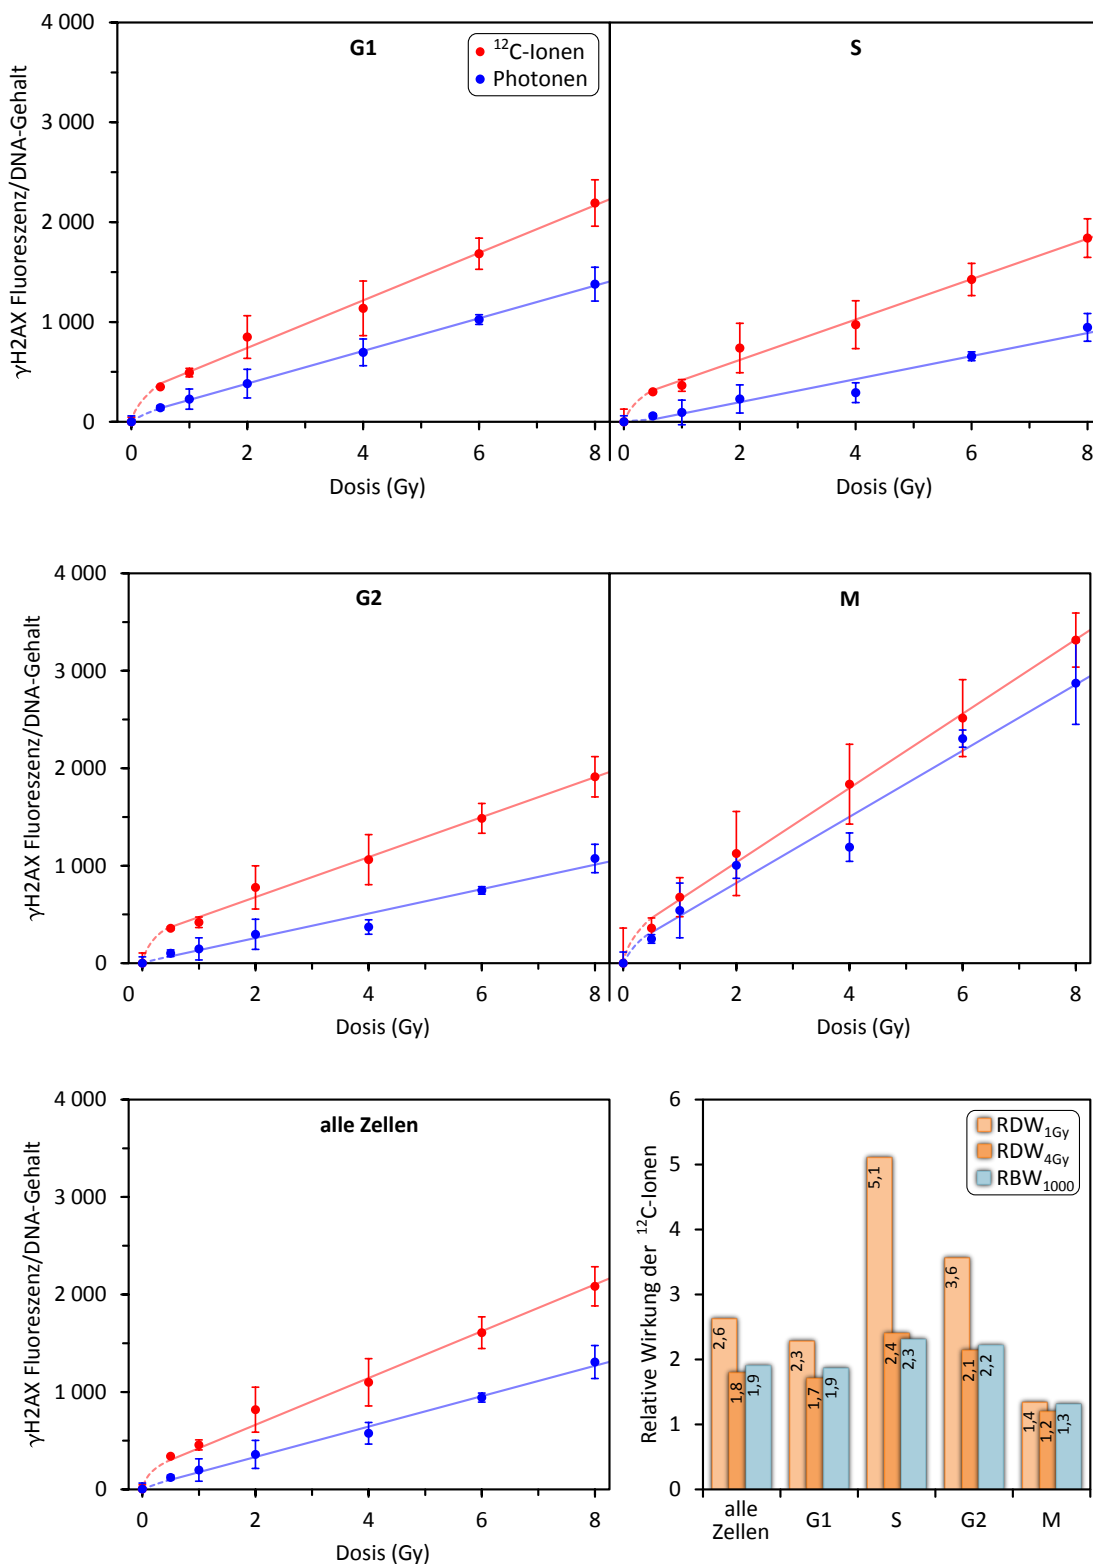 G1
¹²C-Ionen
Photonen
γH2AX Fluoreszenz/DNA-Gehalt
4 000
3 000
2 000
1 000
0
0 2 4 6 8
Dosis (Gy)
S
0 2 4 6 8
Dosis (Gy)
G2
γH2AX Fluoreszenz/DNA-Gehalt
4 000
3 000
2 000
1 000
0
0 2 4 6 8
Dosis (Gy)
M
0 2 4 6 8
Dosis (Gy)
alle Zellen
γH2AX Fluoreszenz/DNA-Gehalt
4 000
3 000
2 000
1 000
0
0 2 4 6 8
Dosis (Gy)
Relative Wirkung der ¹²C-Ionen
6
5
4
3
2
1
0
RDW1Gy
RDW4Gy
RBW1000
2,6 1,8 1,9
2,3 1,7 1,9
5,1 2,4 2,3
3,6 2,1 2,2
1,4 1,2 1,3
alle
Zellen
G1 S G2 M